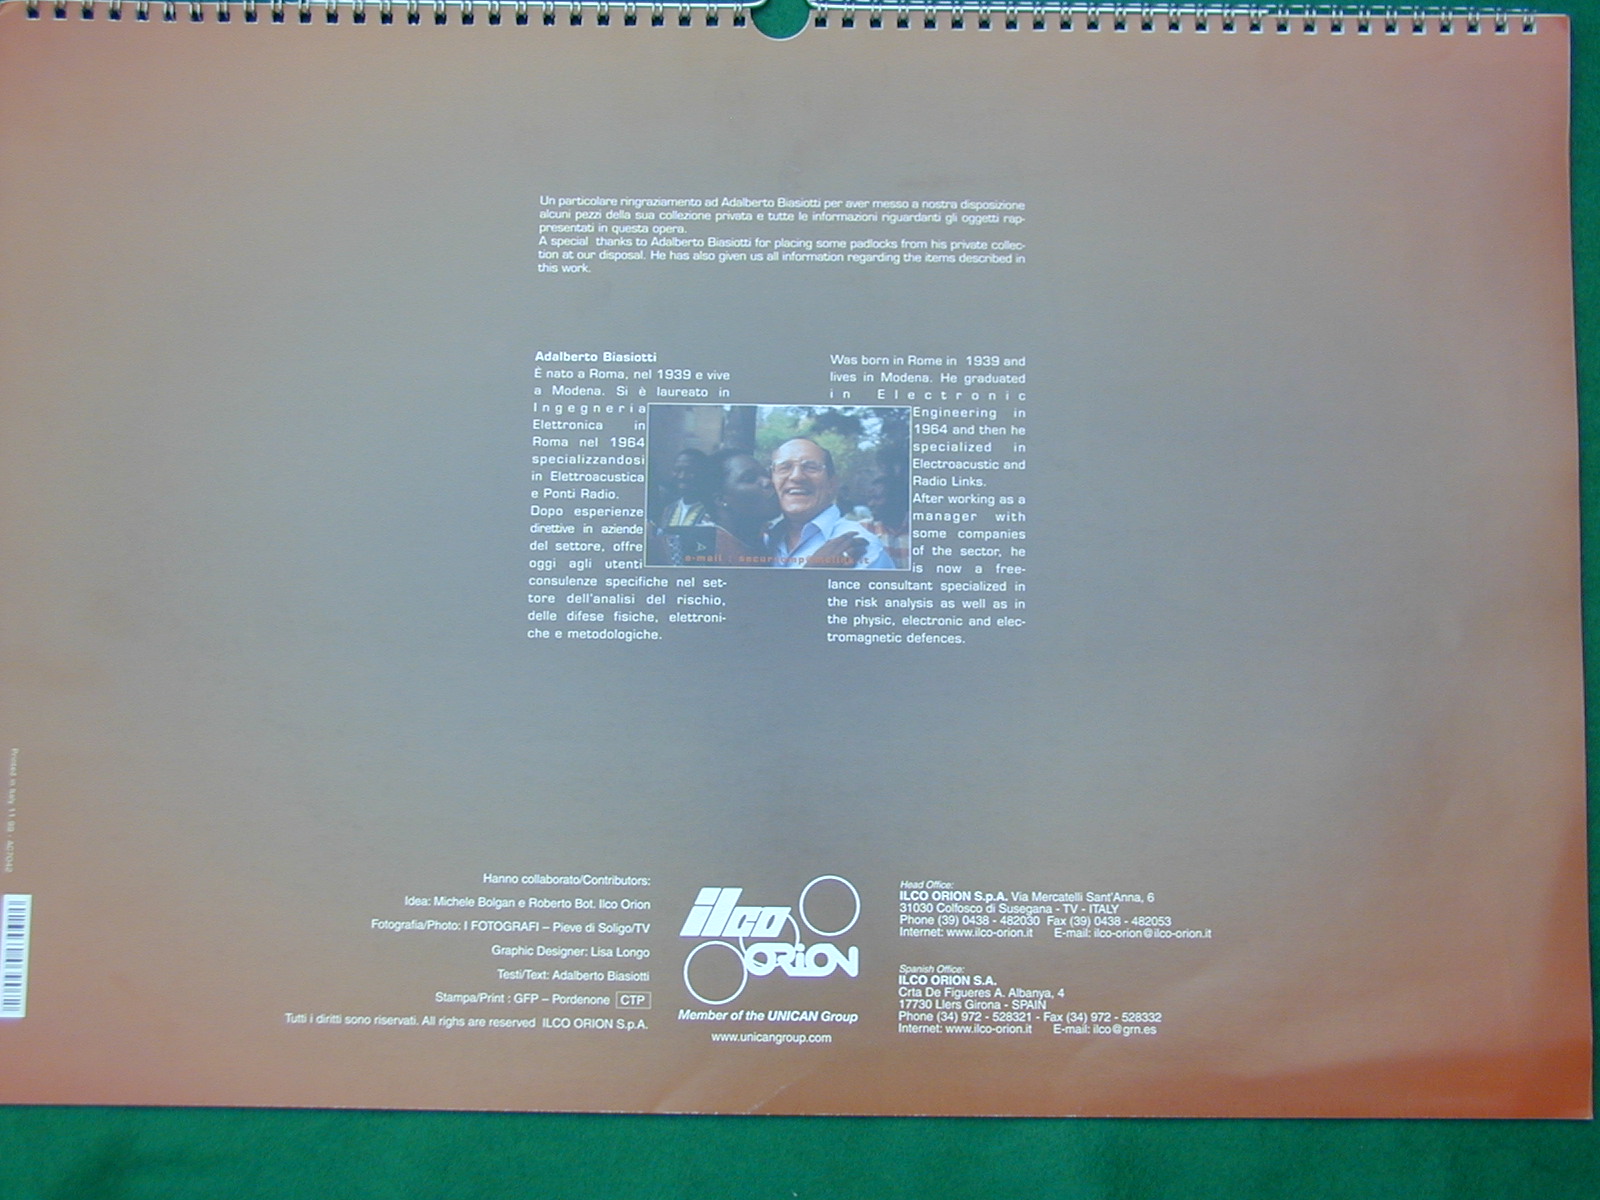 Un particolare ringraziamento ad Adalberto Biasiotti per aver messo a nostra disposizione
alcuni pezzi della sua collezione privata e tutte le informazioni riguardanti gli oggetti rap-
presentati in questa opera.
A special thanks to Adalberto Biasiotti for placing some padlocks from his private collec-
tion at our disposal. He has also given us all information regarding the items described in
this work.
Adalberto Biasiotti
È nato a Roma, nel 1939 e vive
a Modena. Si è laureato in
Ingegneria
Elettronica in
Roma nel 1964
specializzandosi
in Elettroacustica
e Ponti Radio.
Dopo esperienze
direttive in aziende
del settore, offre
oggi agli utenti
consulenze specifiche nel set-
tore dell'analisi del rischio,
delle difese fisiche, elettroni-
che e metodologiche.
Was born in Rome in 1939 and
lives in Modena. He graduated
in Electronic
Engineering in
1964 and then he
specialized in
Electroacustic and
Radio Links.
After working as a
manager with
some companies
of the sector, he
is now a free-
lance consultant specialized in
the risk analysis as well as in
the physic, electronic and elec-
tromagnetic defences.
e-mail :
Printed in Italy
Hanno collaborato/Contributors:
Idea: Michele Bolgan e Roberto Bot. Ilco Orion
Fotografia/Photo: I FOTOGRAFI – Pieve di Soligo/TV
Graphic Designer: Lisa Longo
Testi/Text: Adalberto Biasiotti
Stampa/Print : GFP – Pordenone CTP
Tutti i diritti sono riservati. All righs are reserved ILCO ORION S.p.A.
ilco
ORION
Member of the UNICAN Group
www.unicangroup.com
Head Office:
ILCO ORION S.p.A. Via Mercatelli Sant'Anna, 6
31030 Colfosco di Susegana - TV - ITALY
Phone (39) 0438 - 482030 Fax (39) 0438 - 482053
Internet: www.ilco-orion.it E-mail: ilco-orion@ilco-orion.it
Spanish Office:
ILCO ORION S.A.
Crta De Figueres A. Albanya, 4
17730 Llers Girona - SPAIN
Phone (34) 972 - 528321 - Fax (34) 972 - 528332
Internet: www.ilco-orion.it E-mail: ilco@grn.es